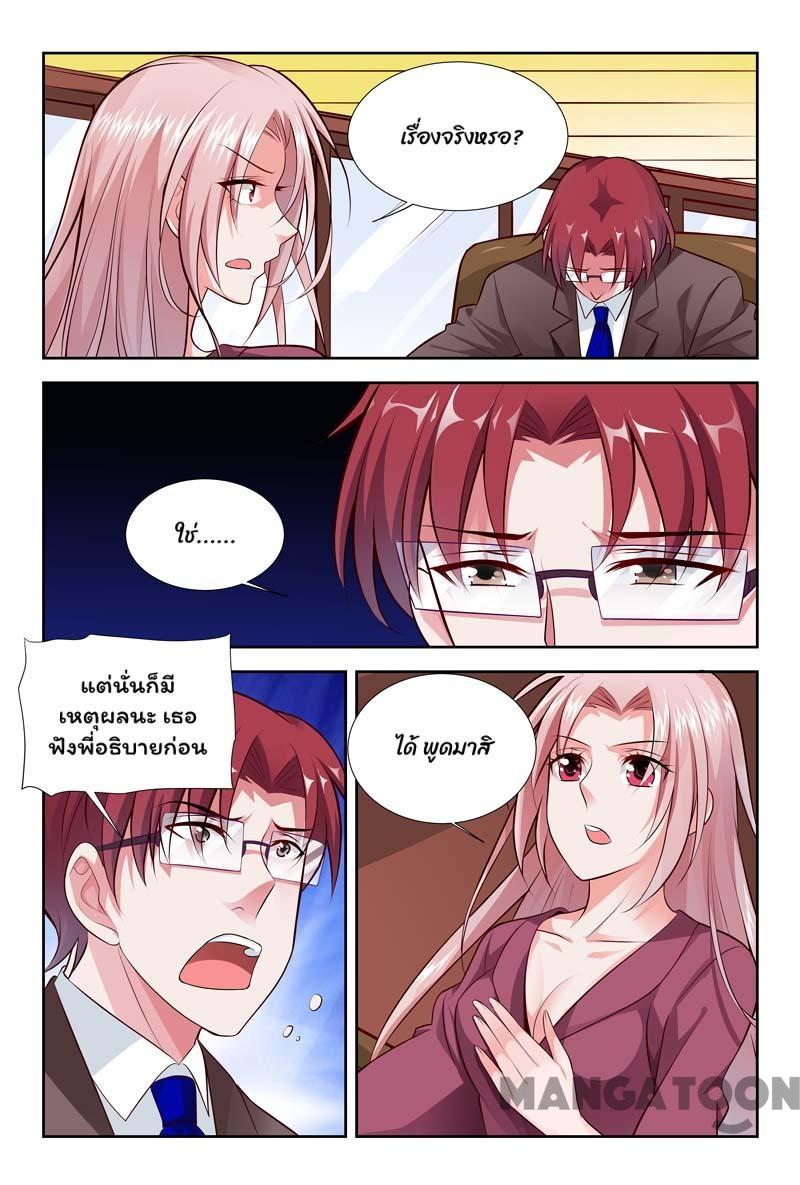 เรื่องจริงหรอ?
ใช่......
แต่นั่นก็มี
เหตุผลนะ เธอ
ฟังพี่อธิบายก่อน
ได้ พูดมาสิ
MANGATOON